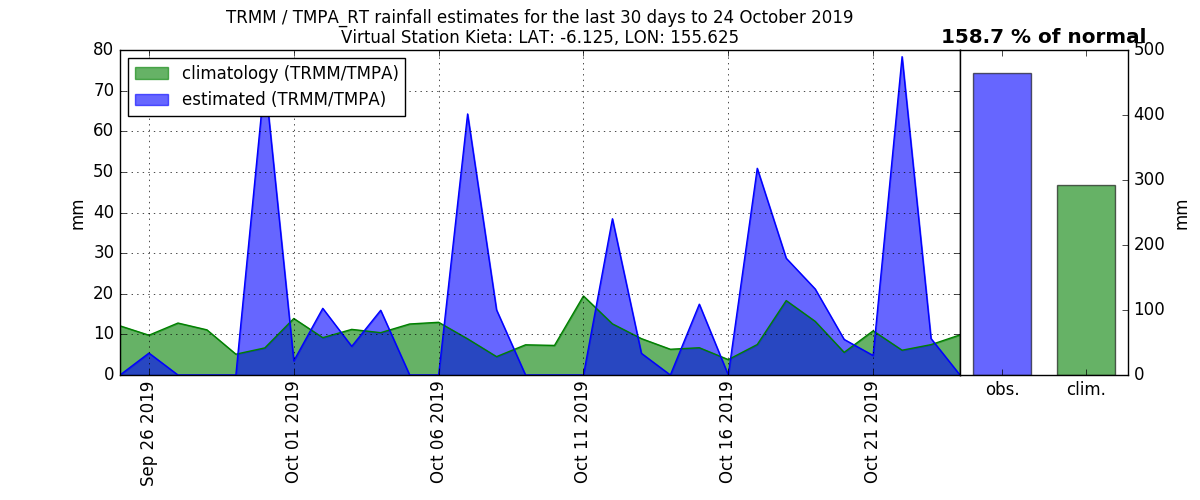 TRMM / TMPA_RT rainfall estimates for the last 30 days to 24 October 2019
Virtual Station Kieta: LAT: -6.125, LON: 155.625
158.7 % of normal
climatology (TRMM/TMPA)
estimated (TRMM/TMPA)
80
70
60
50
40
30
20
10
0
mm
Sep 26 2019
Oct 01 2019
Oct 06 2019
Oct 11 2019
Oct 16 2019
Oct 21 2019
500
400
300
200
100
0
mm
obs.
clim.